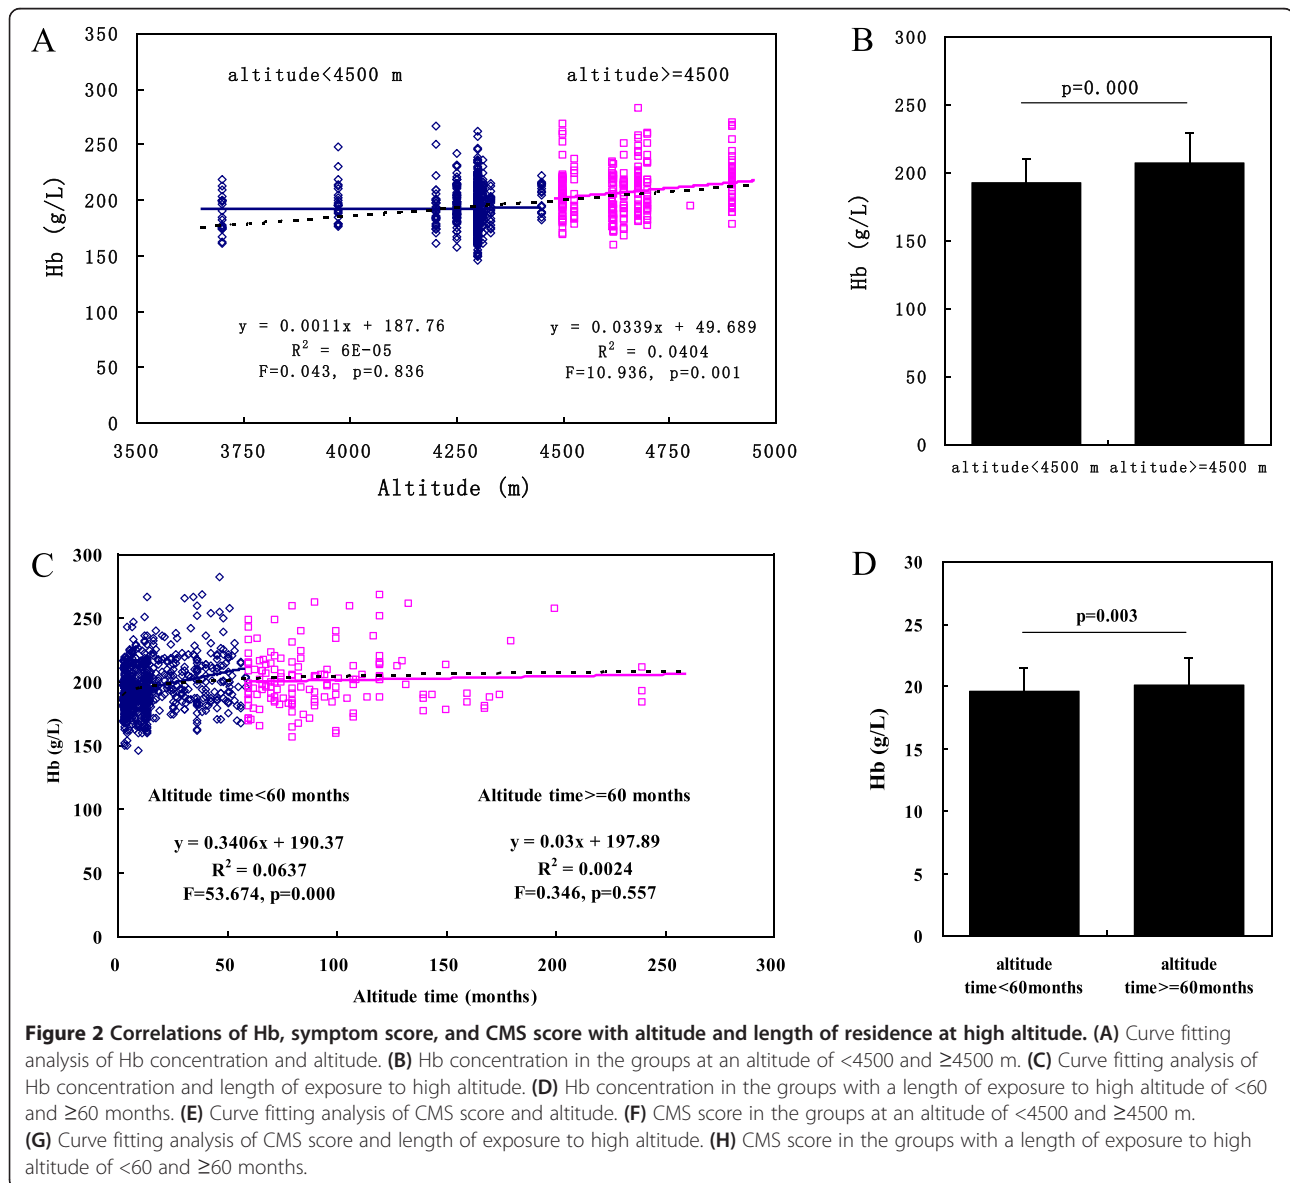 A
350
300
250
200
150
100
50
0
Hb (g/L)
altitude<4500 m
altitude>=4500
y = 0.0011x + 187.76
R² = 6E-05
F=0.043, p=0.836
y = 0.0339x + 49.689
R² = 0.0404
F=10.936, p=0.001
3500 3750 4000 4250 4500 4750 5000
Altitude (m)
B
300
250
200
150
100
50
0
Hb (g/L)
p=0.000
altitude<4500 m altitude>=4500 m
C
300
250
200
150
100
50
0
Hb (g/L)
Altitude time<60 months
Altitude time>=60 months
y = 0.3406x + 190.37
R² = 0.0637
F=53.674, p=0.000
y = 0.03x + 197.89
R² = 0.0024
F=0.346, p=0.557
0 50 100 150 200 250 300
Altitude time (months)
D
30
25
20
15
10
5
0
Hb (g/L)
p=0.003
altitude
time<60months
altitude
time>=60months
Figure 2 Correlations of Hb, symptom score, and CMS score with altitude and length of residence at high altitude. (A) Curve fitting
analysis of Hb concentration and altitude. (B) Hb concentration in the groups at an altitude of <4500 and ≥4500 m. (C) Curve fitting analysis of
Hb concentration and length of exposure to high altitude. (D) Hb concentration in the groups with a length of exposure to high altitude of <60
and ≥60 months. (E) Curve fitting analysis of CMS score and altitude. (F) CMS score in the groups at an altitude of <4500 and ≥4500 m.
(G) Curve fitting analysis of CMS score and length of exposure to high altitude. (H) CMS score in the groups with a length of exposure to high
altitude of <60 and ≥60 months.